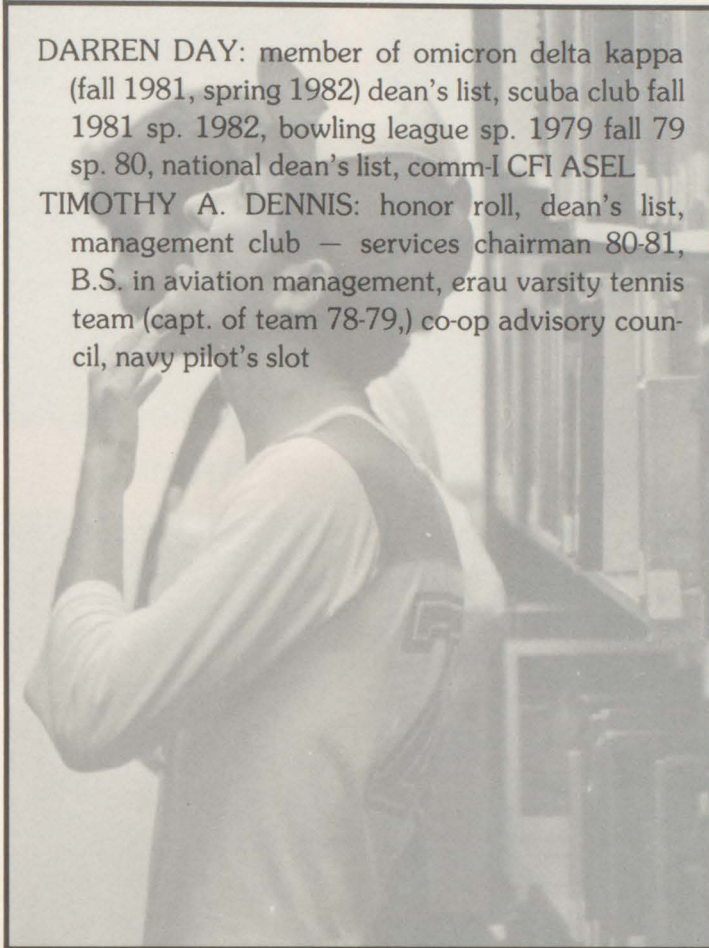 DARREN DAY: member of omicron delta kappa
(fall 1981, spring 1982) dean's list, scuba club fall
1981 sp. 1982, bowling league sp. 1979 fall 79
sp. 80, national dean's list, comm-I CFI ASEL
TIMOTHY A. DENNIS: honor roll, dean's list,
management club — services chairman 80-81,
B.S. in aviation management, erau varsity tennis
team (capt. of team 78-79,) co-op advisory coun-
cil, navy pilot's slot